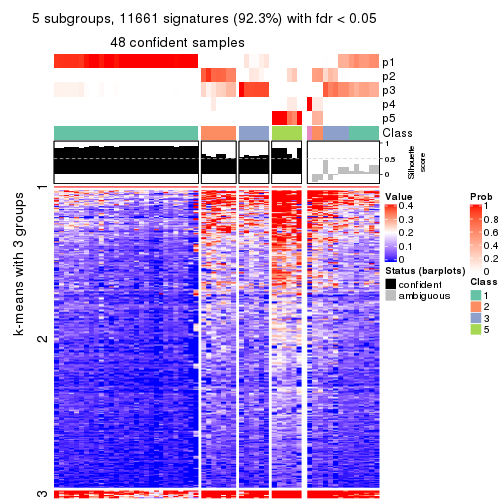 5 subgroups, 11661 signatures (92.3%) with fdr < 0.05
48 confident samples
p1
p2
p3
p4
p5
Class
1
0.5
0
Silhouette
score
k-means with 3 groups
1
2
3
Value
0.4
0.3
0.2
0.1
0
Status (barplots)
confident
ambiguous
Prob
1
0.8
0.6
0.4
0.2
0
Class
1
2
3
5